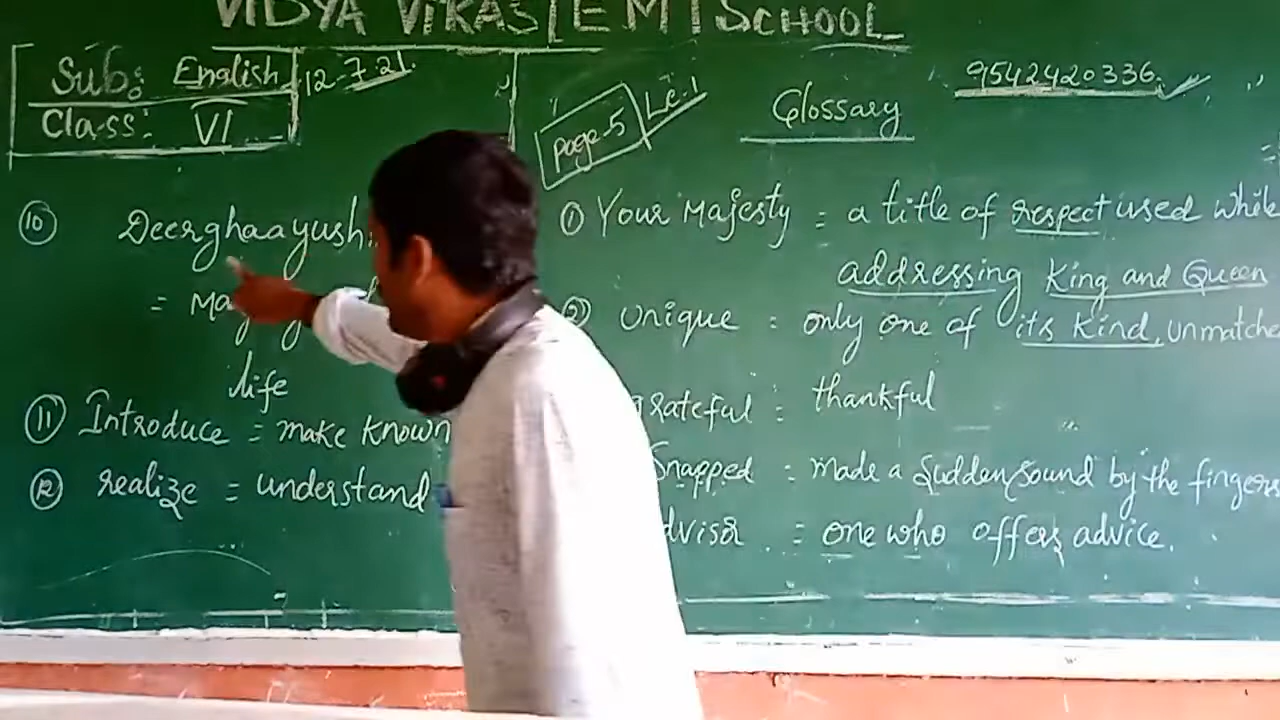 VIDYA VIKAS E M SCHOOL
Sub: English
12-7-21.
Class: VI
Page-5
Le:1
Glossary
9542420336
10 Deerghaayush
= Ma
life
11 Introduce = make known
12 realize = understand
1 Your Majesty = a title of respect used while
addressing King and Queen
2 Unique : only one of its kind, unmatche
grateful : thankful
Snapped : made a sudden sound by the fingers
dvisor : one who offers advice.